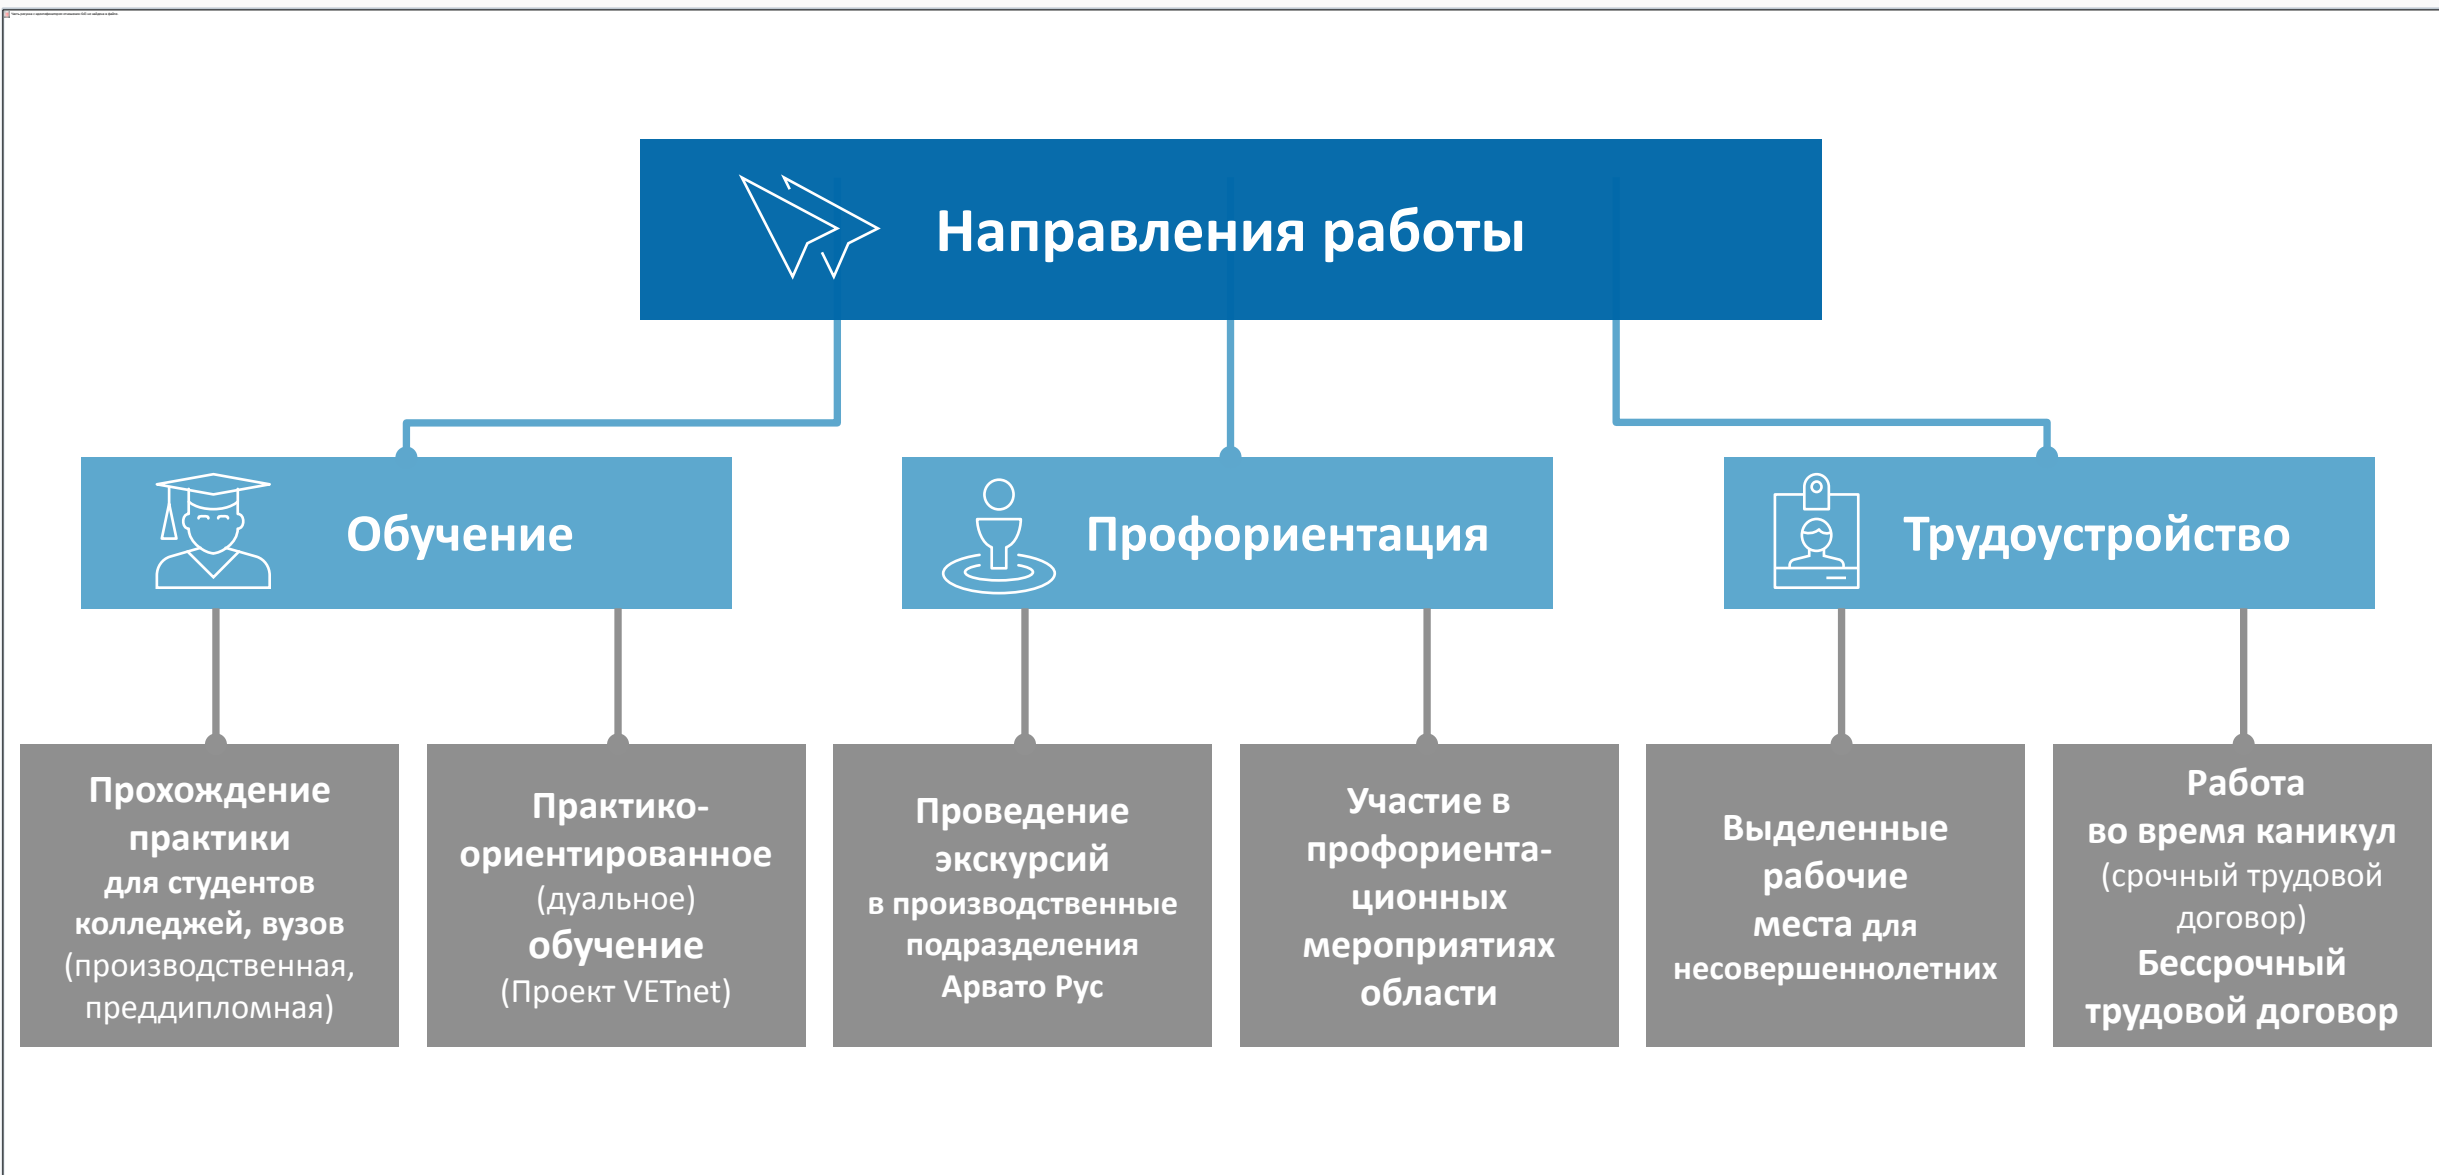 Направления работы
Обучение
Профориентация
Трудоустройство
Прохождение
практики
для студентов
колледжей, вузов
(производственная,
преддипломная)
Практико-
ориентированное
(дуальное)
обучение
(Проект VETnet)
Проведение
экскурсий
в производственные
подразделения
Арвато Рус
Участие в
профориента-
ционных
мероприятиях
области
Выделенные
рабочие
места для
несовершеннолетних
Работа
во время каникул
(срочный трудовой
договор)
Бессрочный
трудовой договор